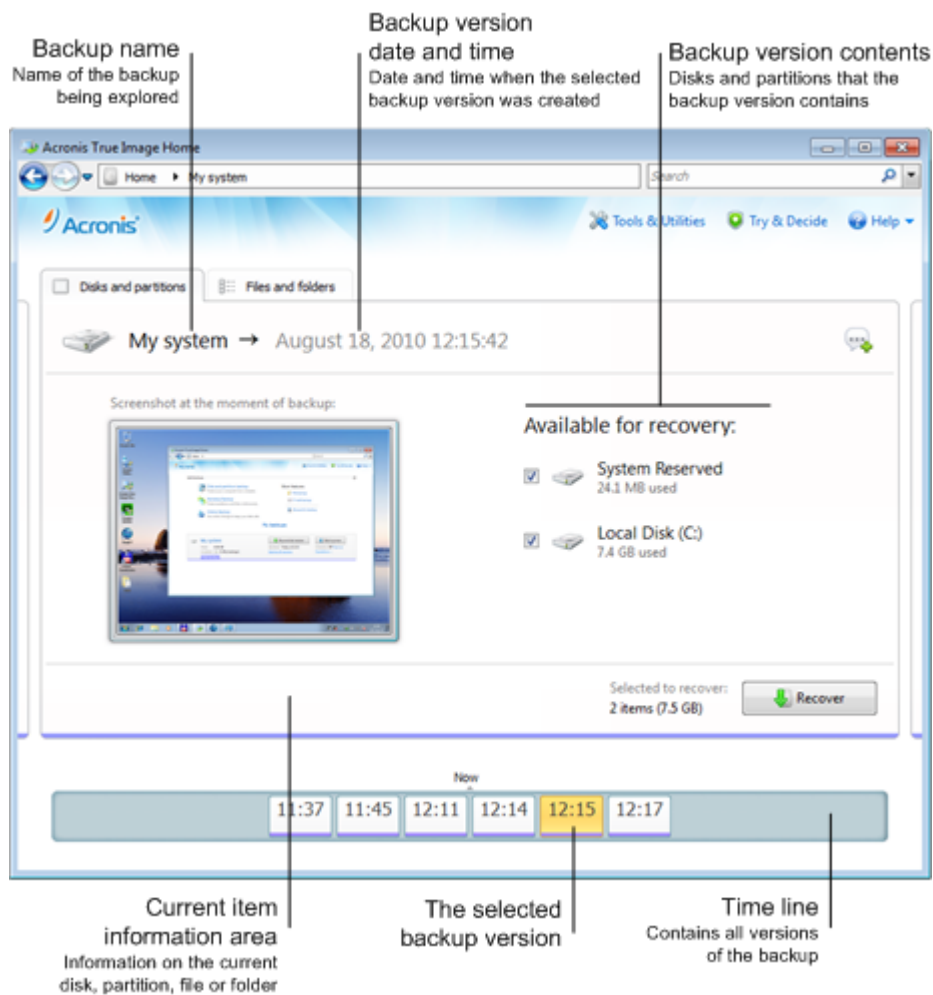 Backup name
Name of the backup
being explored
Backup version
date and time
Date and time when the selected
backup version was created
Backup version contents
Disks and partitions that the
backup version contains
Acronis True Image Home
Home
My system
Search
Acronis
Tools & Utilities
Try & Decide
Help
Disks and partitions
Files and folders
My system → August 18, 2010 12:15:42
Screenshot at the moment of backup:
Available for recovery:
System Reserved
24.1 MB used
Local Disk (C:)
7.4 GB used
Selected to recover:
2 items (7.5 GB)
Recover
Now
11:37
11:45
12:11
12:14
12:15
12:17
Current item
information area
Information on the current
disk, partition, file or folder
The selected
backup version
Time line
Contains all versions
of the backup